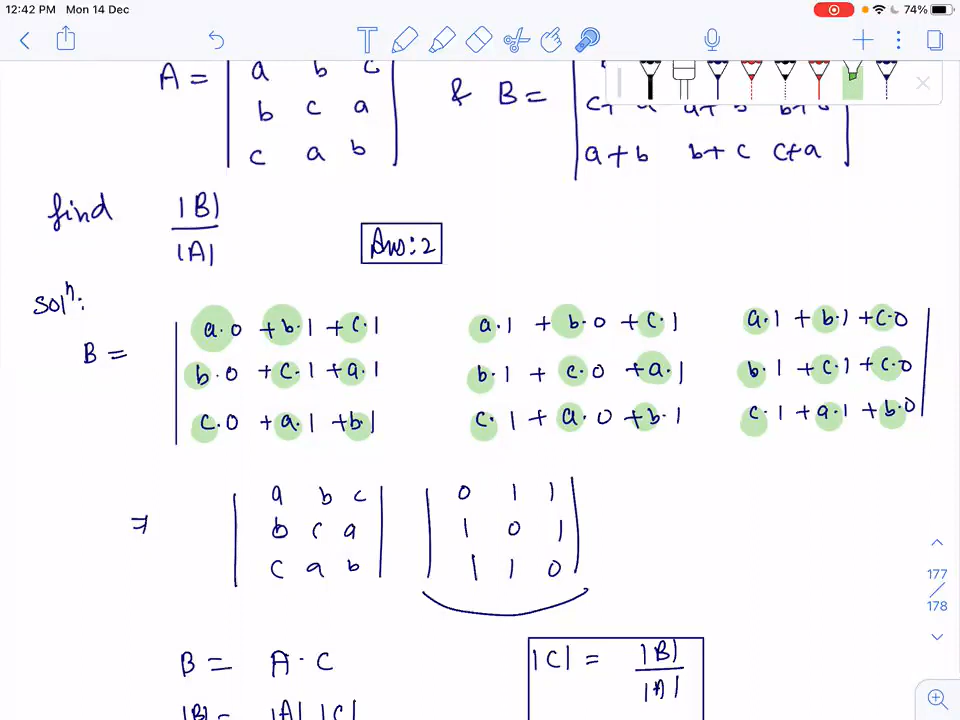 12:42 PM Mon 14 Dec 74%
A = | a b c |
| b c a |
| c a b |
& B = |
c+ a a+ b b+ c
a+b b+c c+a |
find |B| / |A|
Ans: 2
Solⁿ:
B = | a·0 + b·1 + c·1 a·1 + b·0 + c·1 a·1 + b·1 + c·0 |
| b·0 + c·1 + a·1 b·1 + c·0 + a·1 b·1 + c·1 + c·0 |
| c·0 + a·1 + b·1 c·1 + a·0 + b·1 c·1 + a·1 + b·0 |
⇒ | a b c | | 0 1 1 |
| b c a | | 1 0 1 |
| c a b | | 1 1 0 |
B = A · C
|C| = |B| / |A|
|B| = |A| |C|
177 / 178